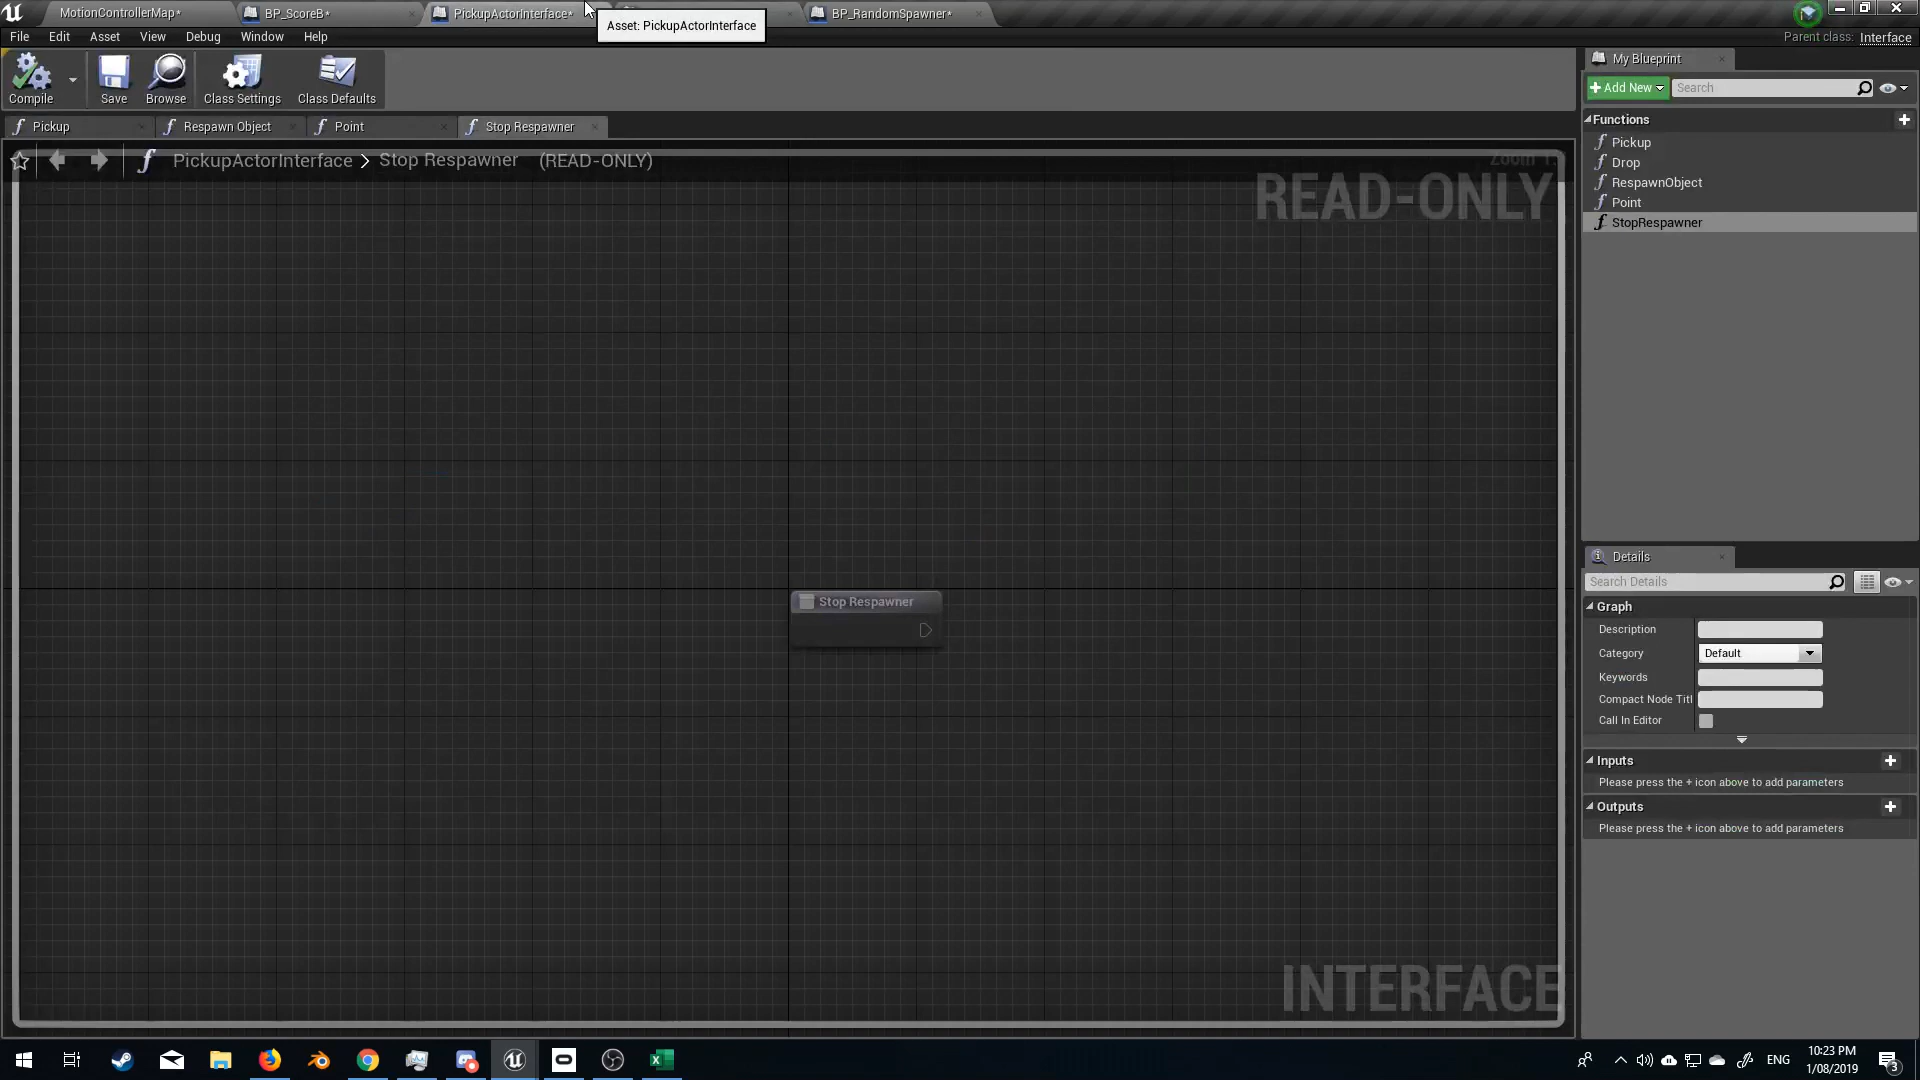 MotionControllerMap*
BP_ScoreB*
PickupActorInterface*
BP_RandomSpawner*
Asset: PickupActorInterface
File Edit Asset View Debug Window Help
Parent class: Interface
Compile Save Browse Class Settings Class Defaults
Pickup Respawn Object Point Stop Respawner
PickupActorInterface > Stop Respawner (READ-ONLY)
READ-ONLY
Stop Respawner
INTERFACE
My Blueprint
Add New Search
Functions
Pickup
Drop
RespawnObject
Point
StopRespawner
Details
Search Details
Graph
Description
Category Default
Keywords
Compact Node Titl
Call In Editor
Inputs
Please press the + icon above to add parameters
Outputs
Please press the + icon above to add parameters
ENG
10:23 PM
1/08/2019
3